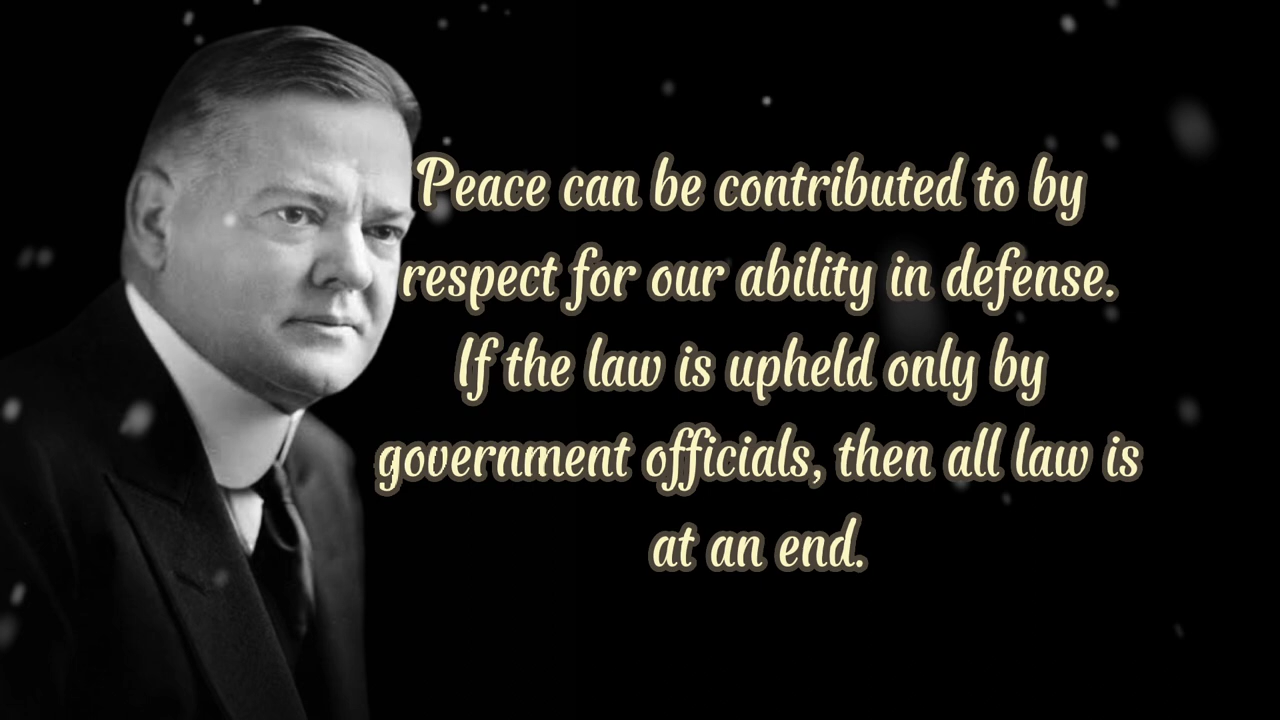 Peace can be contributed to by
respect for our ability in defense.
If the law is upheld only by
government officials, then all law is
at an end.